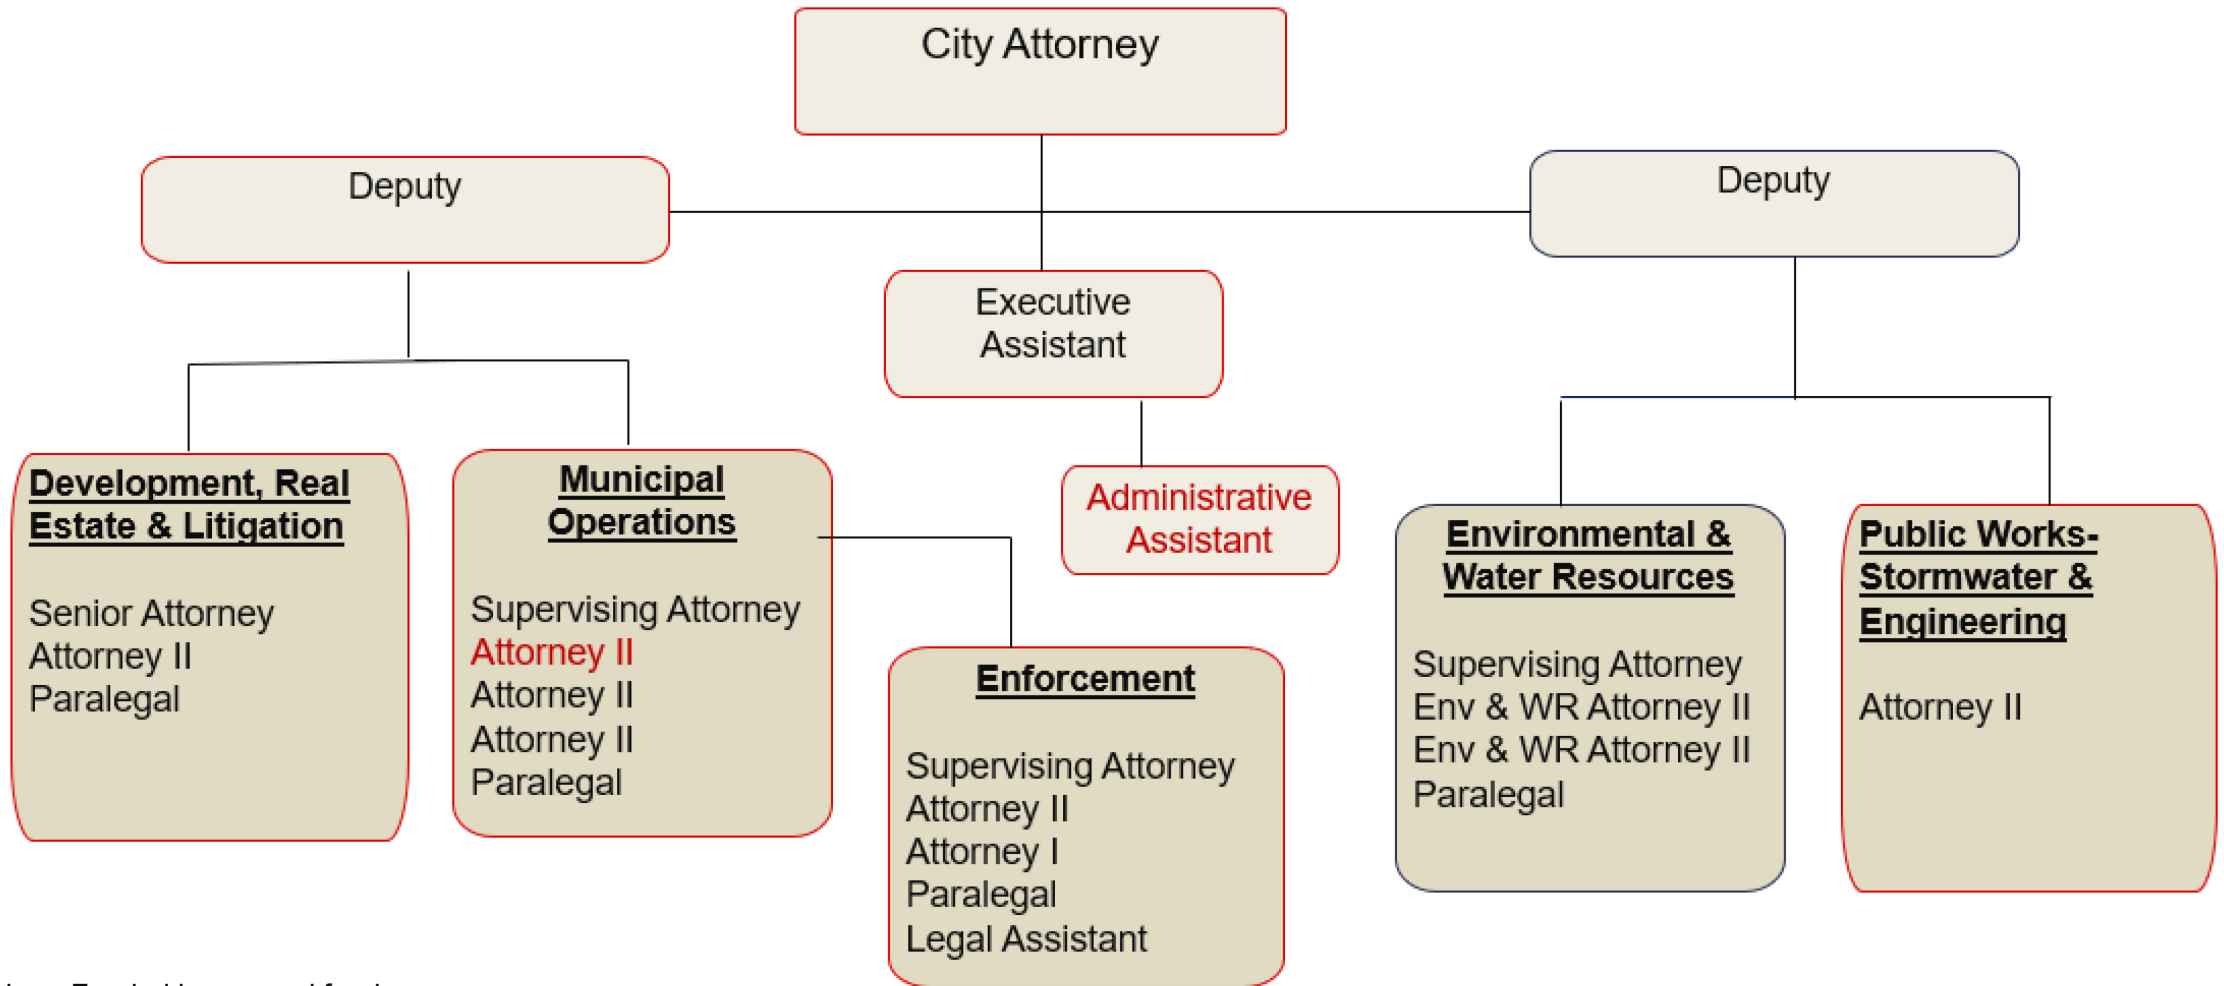 City Attorney
Deputy
Deputy
Executive
Assistant
Administrative
Assistant
Development, Real
Estate & Litigation
Senior Attorney
Attorney II
Paralegal
Municipal
Operations
Supervising Attorney
Attorney II
Attorney II
Attorney II
Paralegal
Enforcement
Supervising Attorney
Attorney II
Attorney I
Paralegal
Legal Assistant
Environmental &
Water Resources
Supervising Attorney
Env & WR Attorney II
Env & WR Attorney II
Paralegal
Public Works-
Stormwater &
Engineering
Attorney II